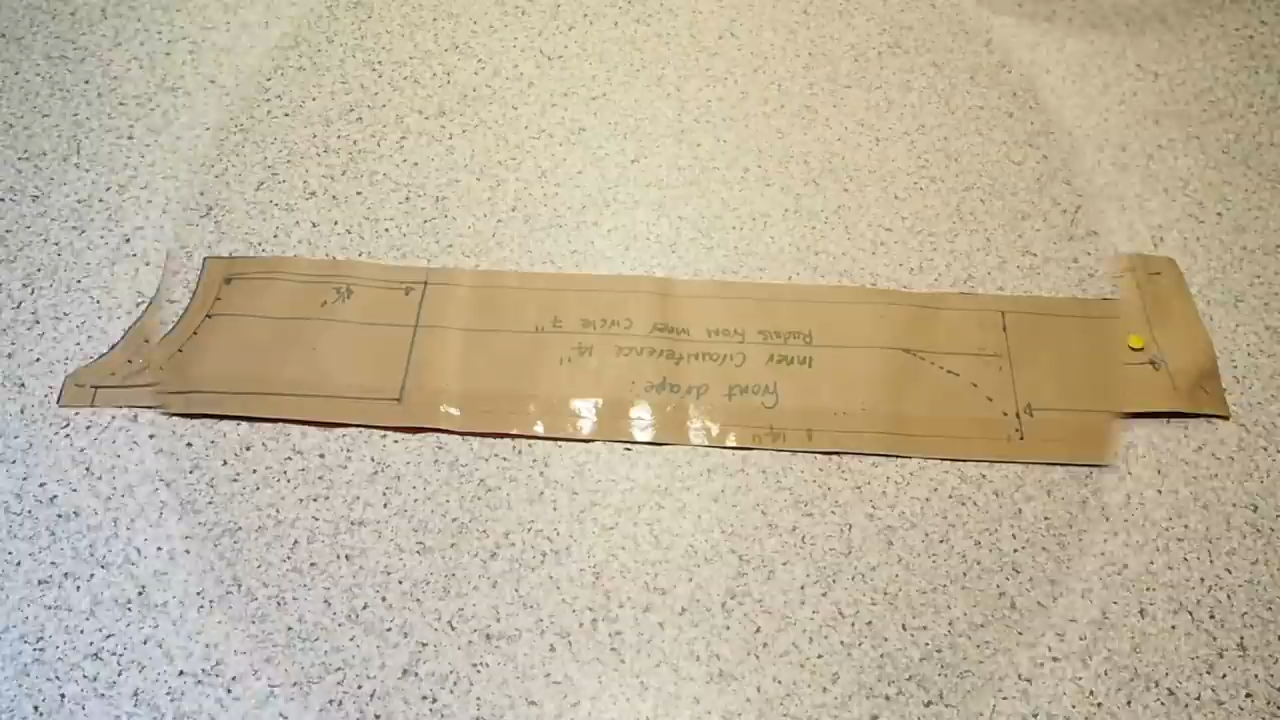 Front drape:
Inner Circumference 14"
Radius from inner circle 7"